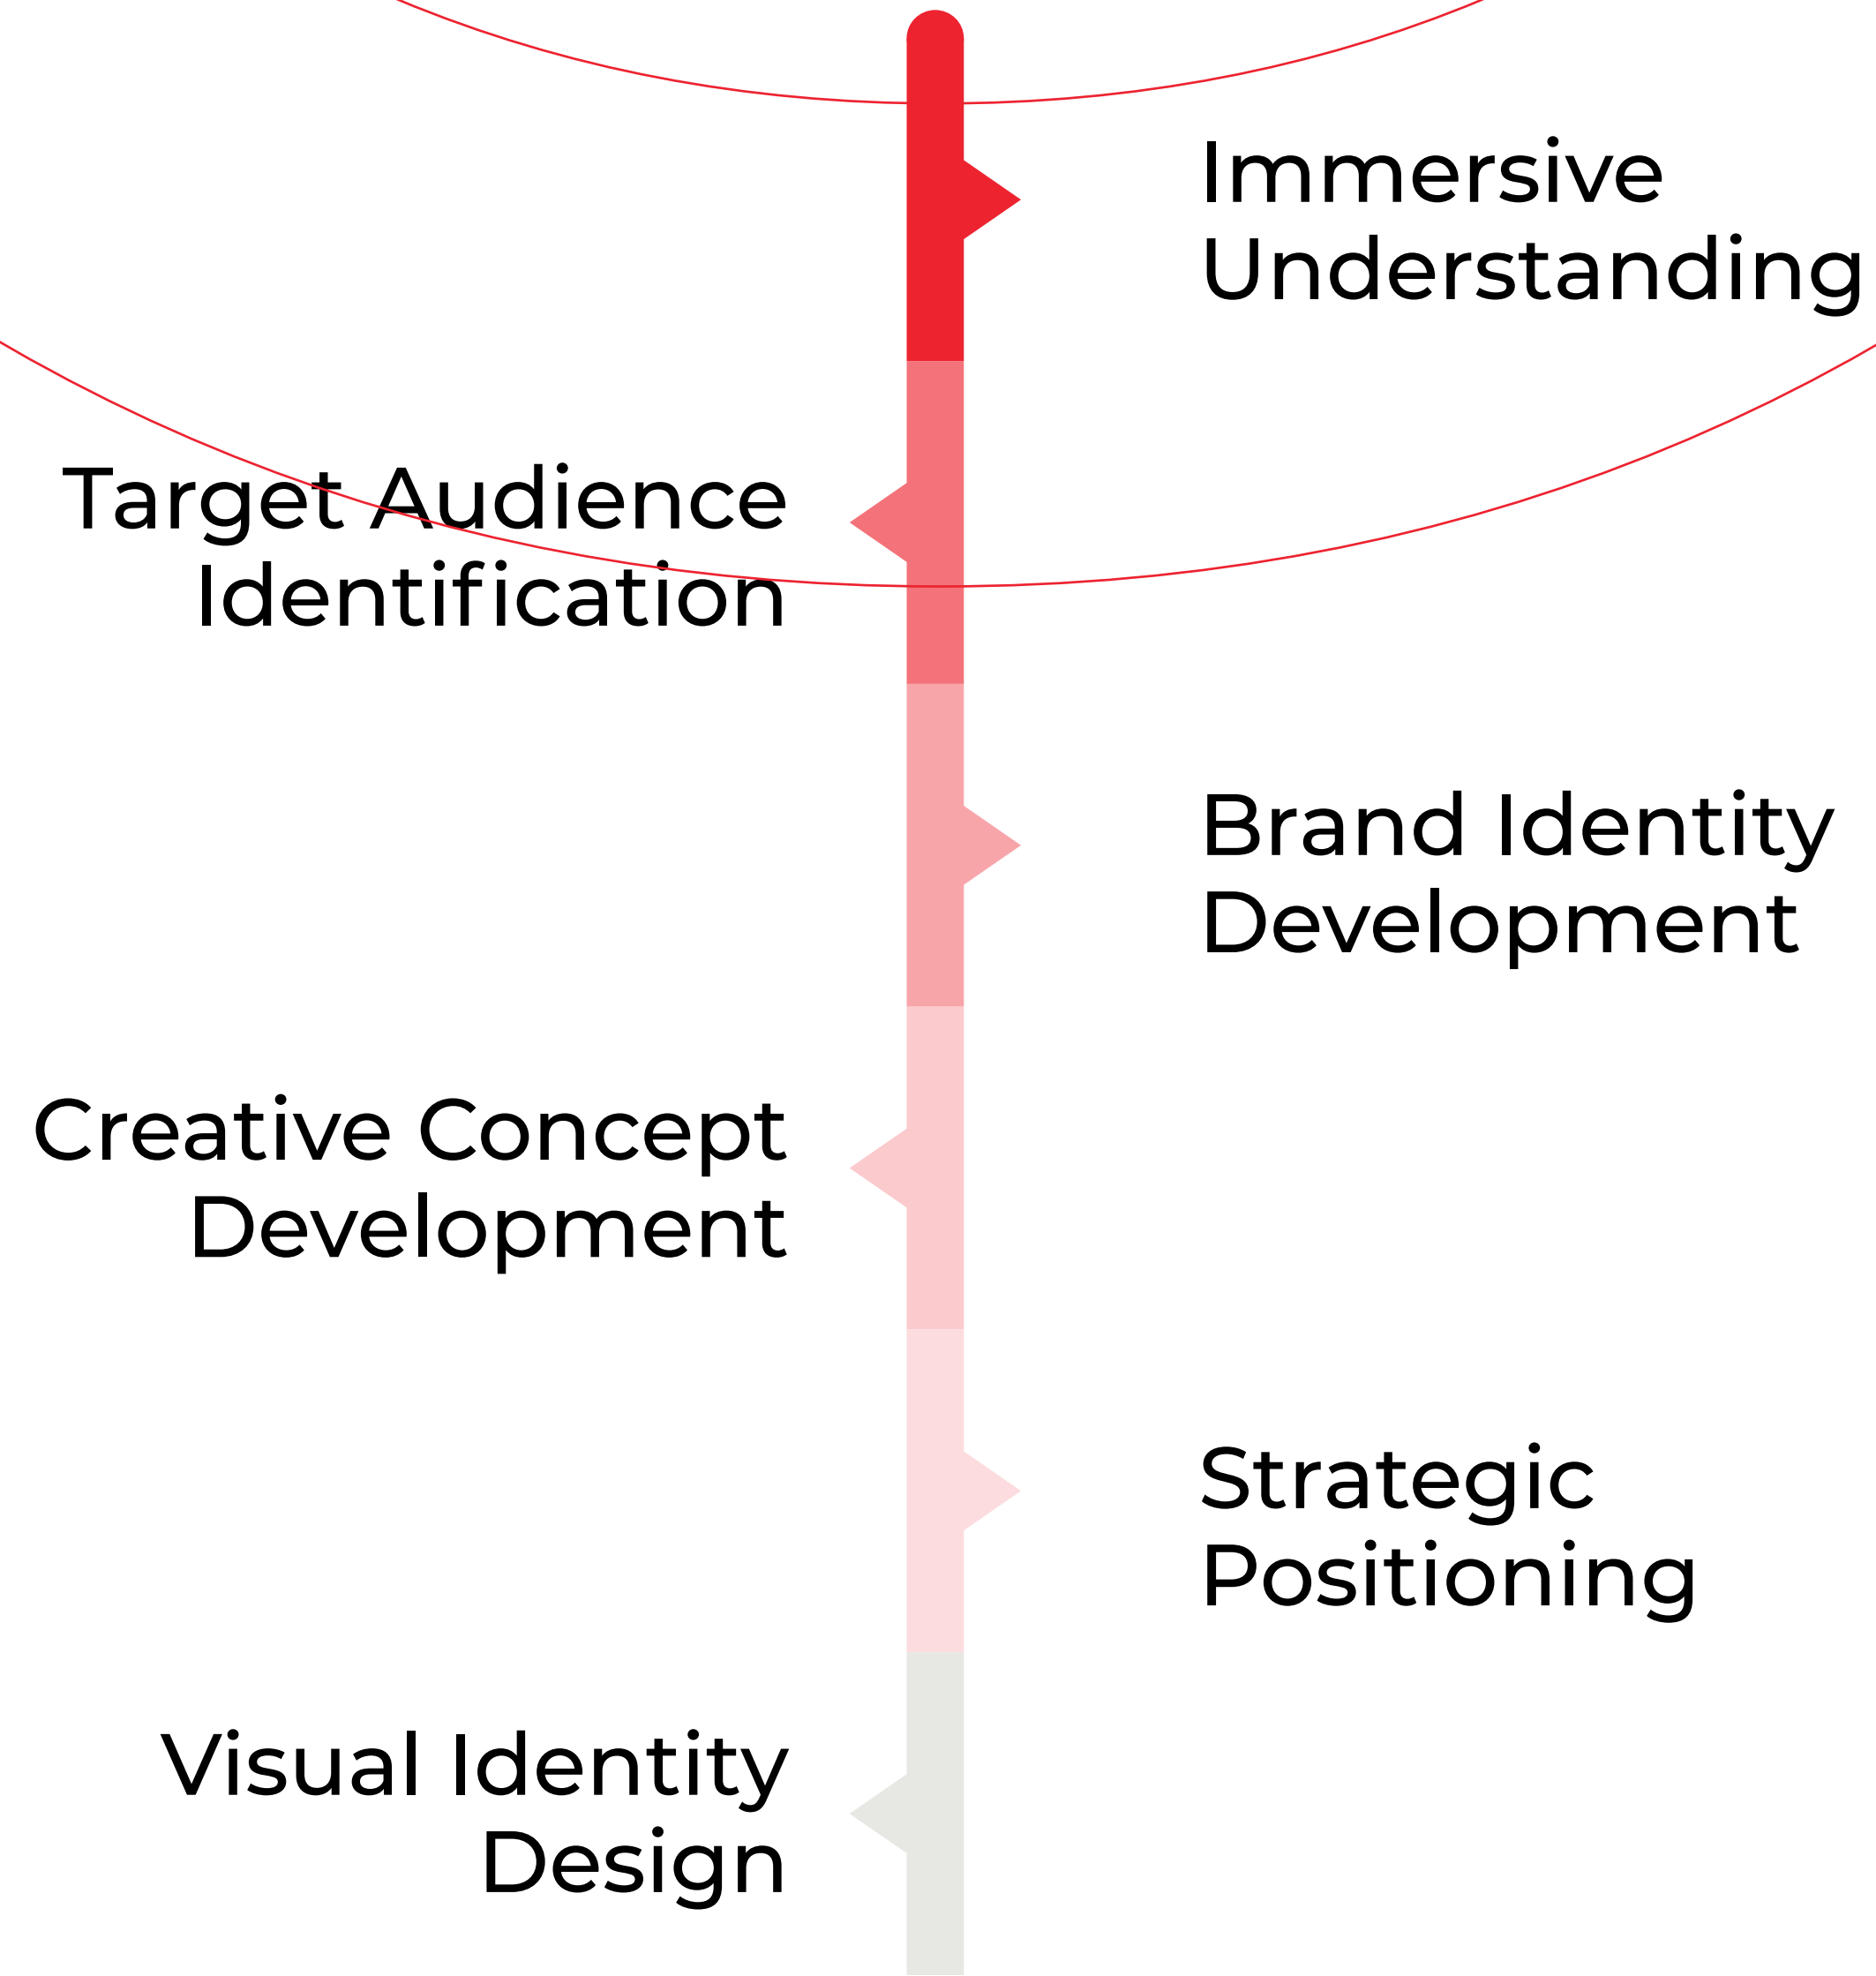 Immersive
Understanding
Target Audience
Identification
Brand Identity
Development
Creative Concept
Development
Strategic
Positioning
Visual Identity
Design